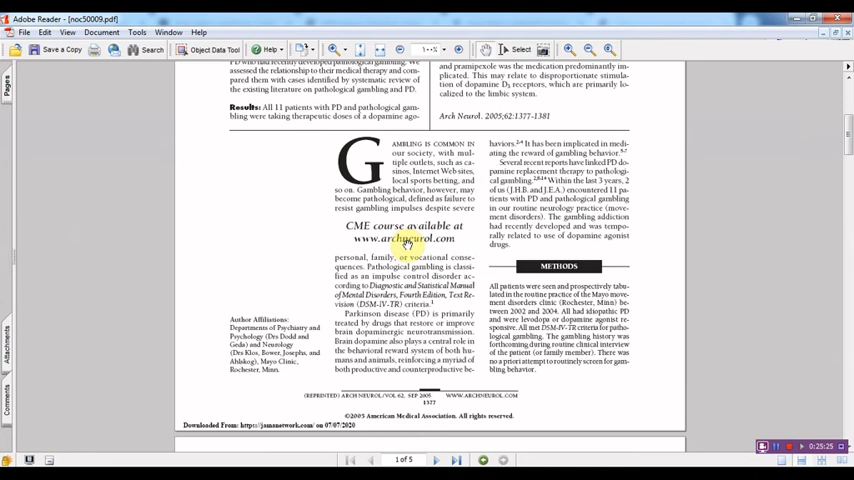 Adobe Reader - [noc50009.pdf]
File Edit View Document Tools Window Help
Save a Copy Search Object Data Tool Help Select
Pages
PD who had recently developed pathological gambling. We
assessed the relationship to their medical therapy and com-
pared them with cases identified by systematic review of
the existing literature on pathological gambling and PD.
Results: All 11 patients with PD and pathological gam-
bling were taking therapeutic doses of a dopamine ago-
and pramipexole was the medication predominantly im-
plicated. This may relate to disproportionate stimula-
tion of dopamine D3 receptors, which are primarily lo-
calized to the limbic system.
Arch Neurol. 2005;62:1377-1381
GAMBLING IS COMMON IN
our society, with mul-
tiple outlets, such as ca-
sinos, Internet Web sites,
local sports betting, and
so on. Gambling behavior, however, may
become pathological, defined as failure to
resist gambling impulses despite severe
CME course available at
www.archneurol.com
personal, family, or vocational conse-
quences. Pathological gambling is classi-
fied as an impulse control disorder ac-
cording to Diagnostic and Statistical Manual
of Mental Disorders, Fourth Edition, Text Re-
vision (DSM-IV-TR) criteria.1
Parkinson disease (PD) is primarily
treated by drugs that restore or improve
brain dopaminergic neurotransmission.
Brain dopamine also plays a central role in
the behavioral reward system of both hu-
mans and animals, reinforcing a myriad of
both productive and counterproductive be-
haviors.2-4 It has been implicated in medi-
ating the reward of gambling behavior.5-7
Several recent reports have linked PD do-
pamine replacement therapy to pathologi-
cal gambling.2,8-14 Within the last 3 years, 2
of us (J.H.B. and J.E.A.) encountered 11 pa-
tients with PD and pathological gambling
in our routine neurology practice (move-
ment disorders). The gambling addiction
had recently developed and was tempo-
rally related to use of dopamine agonist
drugs.
METHODS
All patients were seen and prospectively tabu-
lated in the routine practice of the Mayo move-
ment disorders clinic (Rochester, Minn) be-
tween 2002 and 2004. All had idiopathic PD
and were levodopa or dopamine agonist re-
sponsive. All met DSM-IV-TR criteria for patho-
logical gambling. The gambling history was
forthcoming during routine clinical interview
of the patient (or family member). There was
no a priori attempt to routinely screen for gam-
bling behavior.
Author Affiliations:
Departments of Psychiatry and
Psychology (Drs Dodd and
Geda) and Neurology
(Drs Klos, Bower, Josephs, and
Ahlskog), Mayo Clinic,
Rochester, Minn.
(REPRINTED) ARCH NEUROL/VOL 62, SEP 2005 WWW.ARCHNEUROL.COM
1377
©2005 American Medical Association. All rights reserved.
Downloaded From: https://jamanetwork.com/ on 07/07/2020
Attachments
Comments
0:25:25
1 of 5